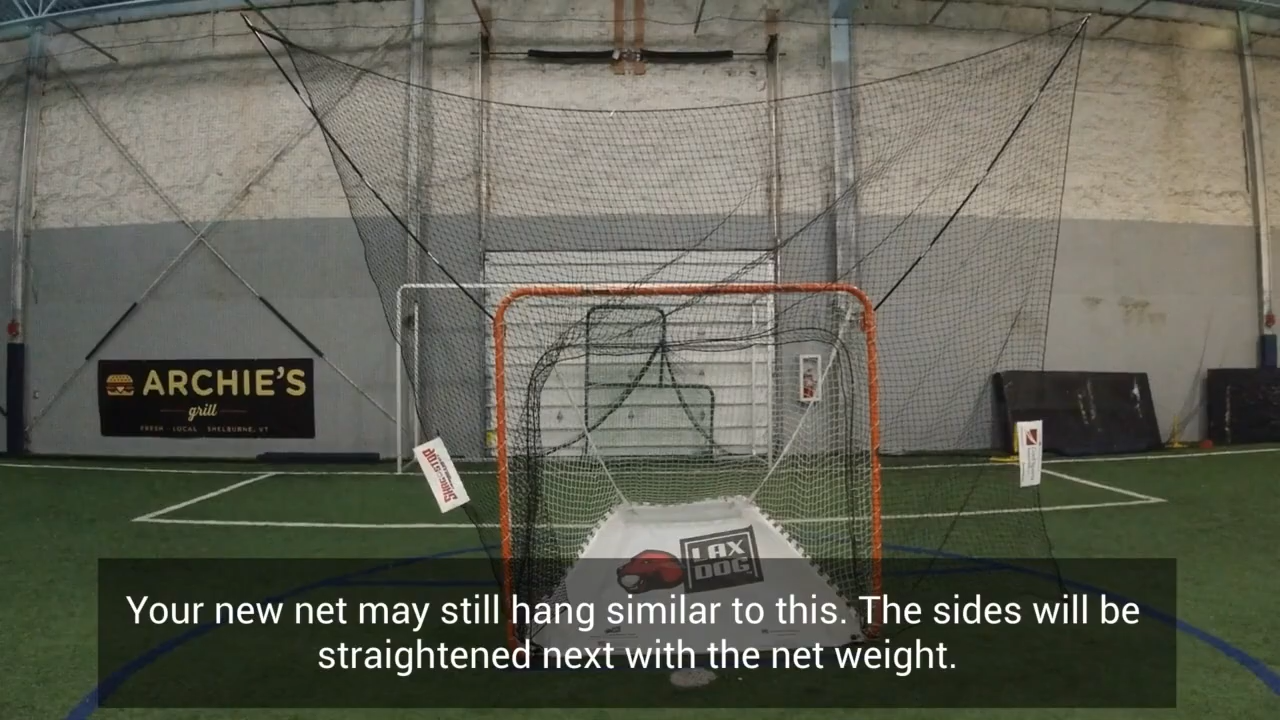 ARCHIE'S
grill
FRESH · LOCAL · SHELBURNE, VT
LAX
DOG
Your new net may still hang similar to this. The sides will be
straightened next with the net weight.